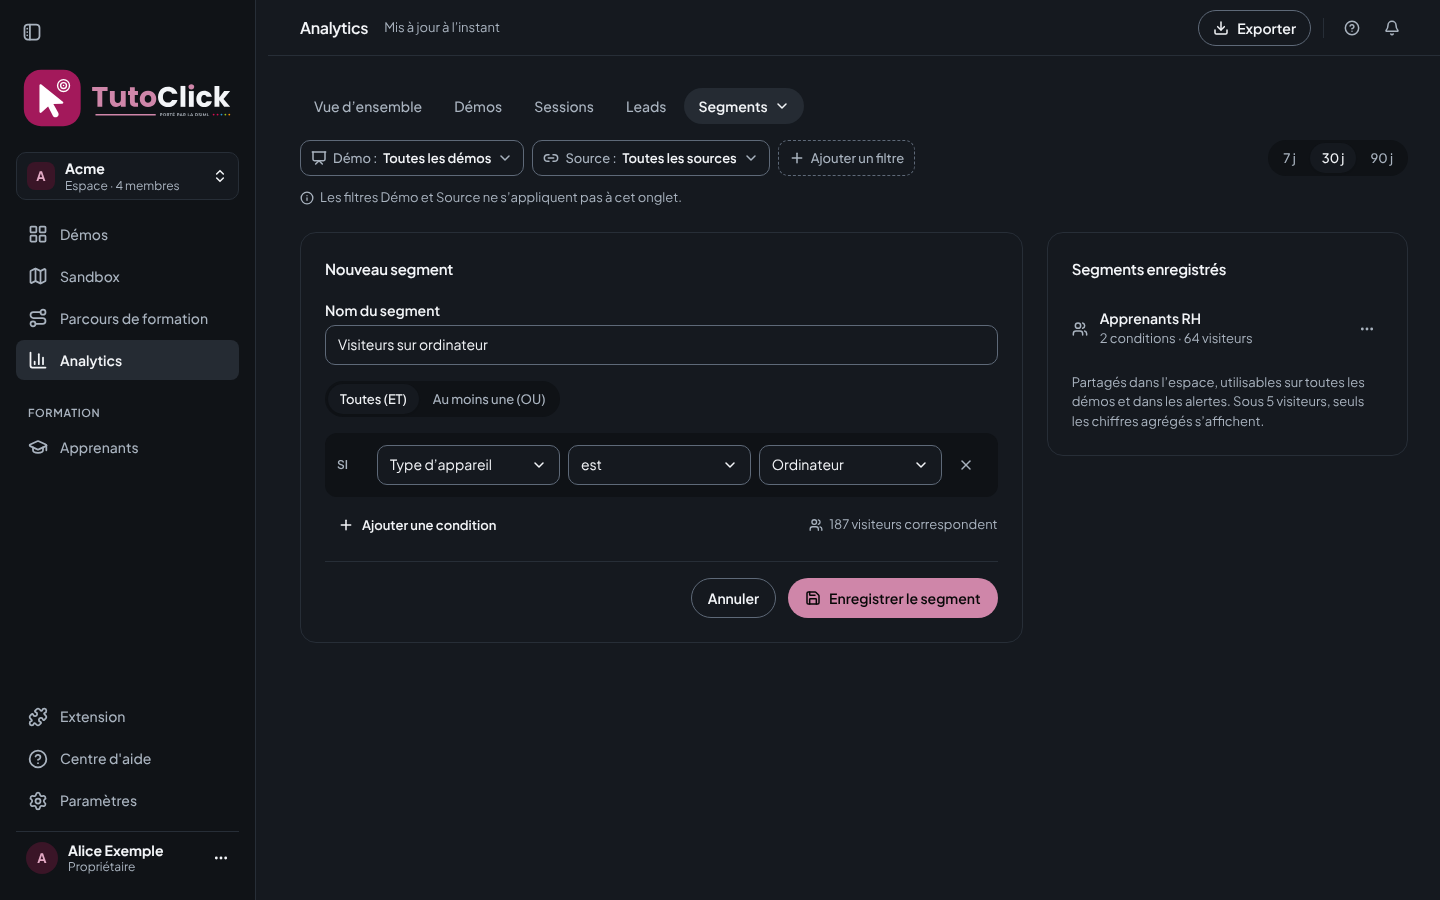 Analytics
Mis à jour à l’instant
Exporter
TutoClick
PORTÉ PAR LA DSIML
A
Acme
Espace · 4 membres
Démos
Sandbox
Parcours de formation
Analytics
FORMATION
Apprenants
Extension
Centre d'aide
Paramètres
A
Alice Exemple
Propriétaire
Vue d’ensemble
Démos
Sessions
Leads
Segments
Démo : Toutes les démos
Source : Toutes les sources
Ajouter un filtre
7 j
30 j
90 j
Les filtres Démo et Source ne s’appliquent pas à cet onglet.
Nouveau segment
Nom du segment
Visiteurs sur ordinateur
Toutes (ET)
Au moins une (OU)
SI
Type d’appareil
est
Ordinateur
Ajouter une condition
187 visiteurs correspondent
Annuler
Enregistrer le segment
Segments enregistrés
Apprenants RH
2 conditions · 64 visiteurs
Partagés dans l’espace, utilisables sur toutes les
démos et dans les alertes. Sous 5 visiteurs, seuls
les chiffres agrégés s’affichent.